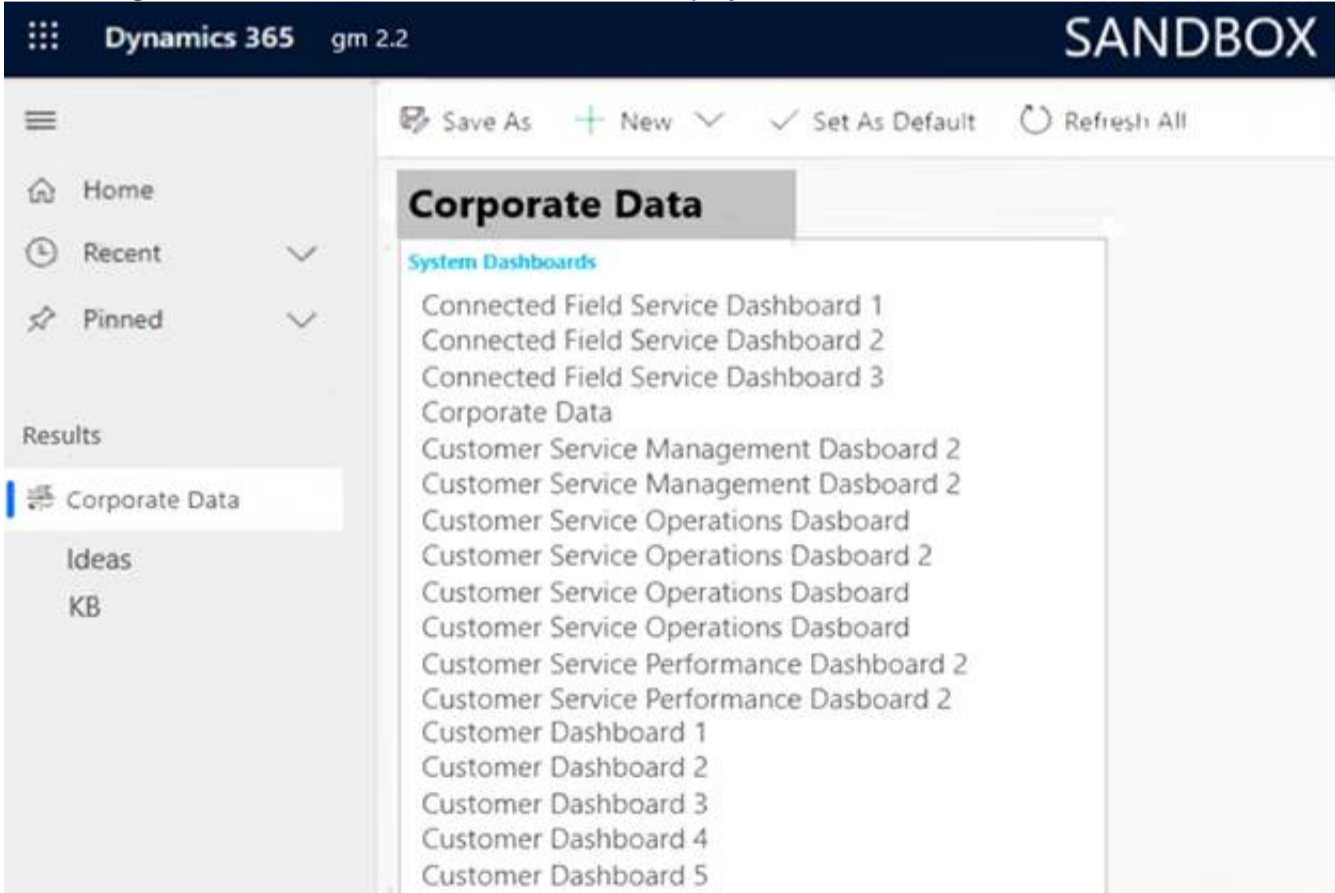 Dynamics 365 gm 2.2 SANDBOX
Save As New Set As Default Refresh All
Home
Recent
Pinned
Results
Corporate Data
Ideas
KB
Corporate Data
System Dashboards
Connected Field Service Dashboard 1
Connected Field Service Dashboard 2
Connected Field Service Dashboard 3
Corporate Data
Customer Service Management Dasboard 2
Customer Service Management Dasboard 2
Customer Service Operations Dasboard
Customer Service Operations Dasboard 2
Customer Service Operations Dasboard
Customer Service Operations Dasboard
Customer Service Performance Dashboard 2
Customer Service Performance Dasboard 2
Customer Dashboard 1
Customer Dashboard 2
Customer Dashboard 3
Customer Dashboard 4
Customer Dashboard 5